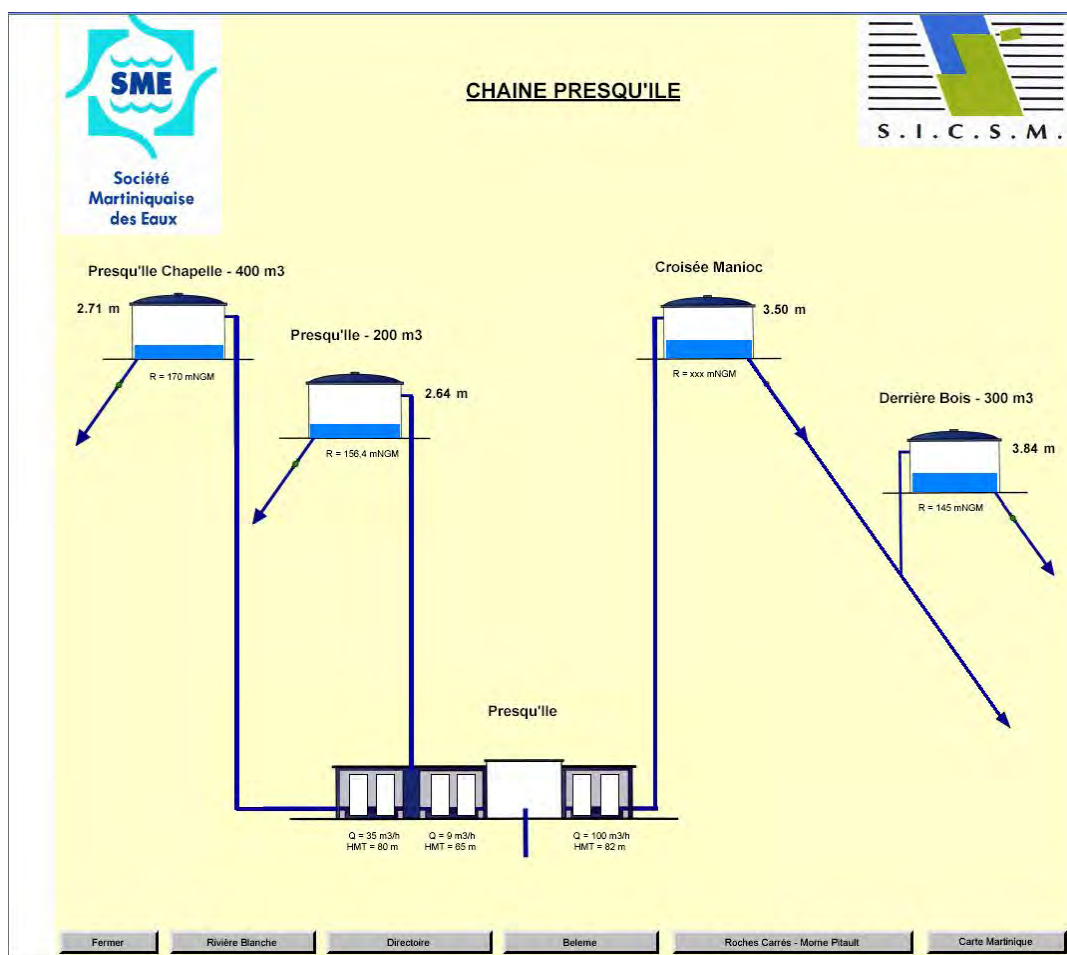 SME
Société
Martiniquaise
des Eaux
CHAINE PRESQU'ILE
S.I.C.S.M.
Presqu'Ile Chapelle - 400 m3
2.71 m
R = 170 mNGM
Presqu'Ile - 200 m3
2.64 m
R = 156,4 mNGM
Croisée Manioc
3.50 m
R = xxx mNGM
Derrière Bois - 300 m3
3.84 m
R = 145 mNGM
Presqu'Ile
Q = 35 m3/h
HMT = 80 m
Q = 9 m3/h
HMT = 65 m
Q = 100 m3/h
HMT = 82 m
Fermer
Rivière Blanche
Directoire
Beleme
Roches Carrés - Morne Pitault
Carte Martinique